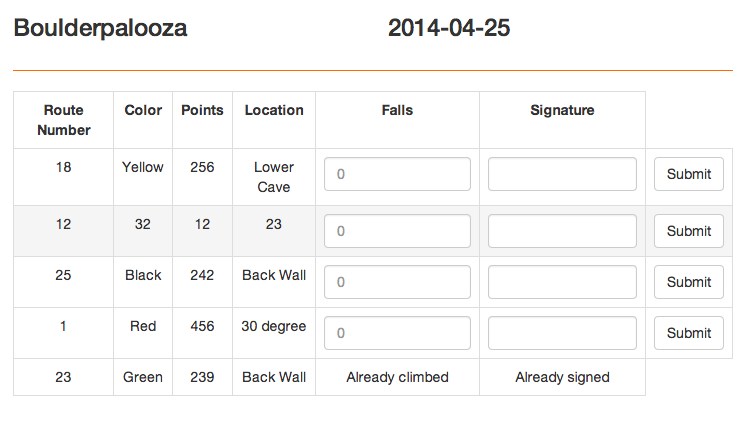 Boulderpalooza 2014-04-25
Route Number Color Points Location Falls Signature
18 Yellow 256 Lower Cave 0 Submit
12 32 12 23 0 Submit
25 Black 242 Back Wall 0 Submit
1 Red 456 30 degree 0 Submit
23 Green 239 Back Wall Already climbed Already signed